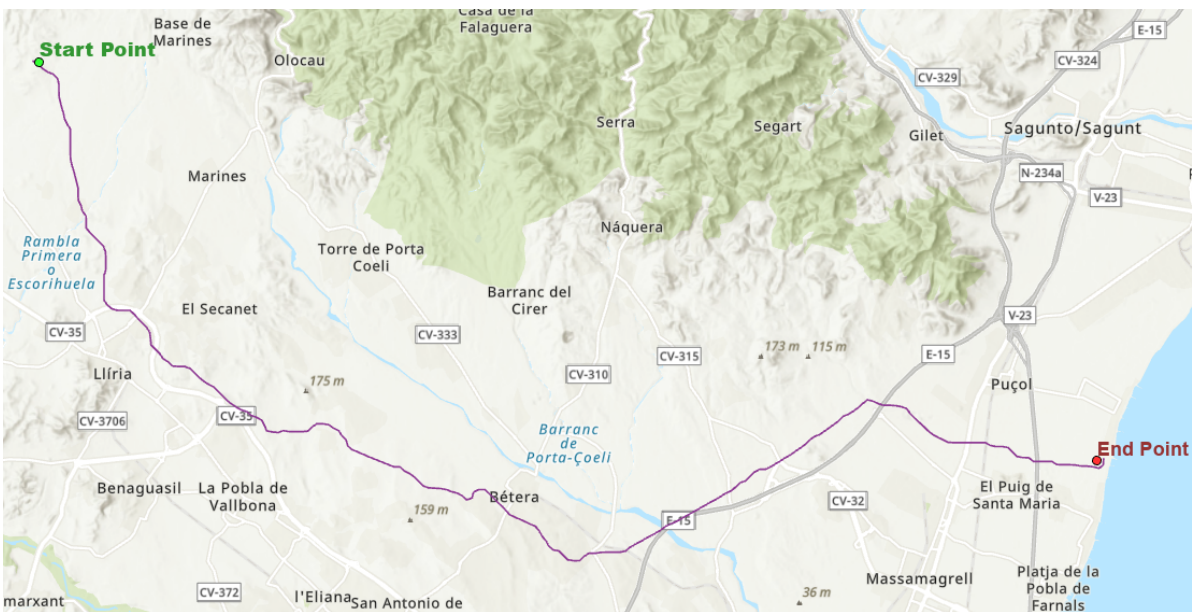 Casa de la
Falaguera
Base de
Marines
E-15
Start Point
Olocau
CV-324
CV-329
Serra
Segart
Gilet
Sagunto/Sagunt
N-234a
Marines
V-23
Náquera
Rambla
Primera
o
Escorihuela
Torre de Porta
Coeli
Barranc del
Cirer
El Secanet
V-23
CV-35
CV-333
CV-315
173 m
115 m
E-15
Llíria
CV-310
175 m
Puçol
CV-3706
CV-35
Barranc
de
Porta-Çoeli
End Point
Benaguasil
La Pobla de
Vallbona
Bétera
El Puig de
Santa Maria
CV-32
159 m
E-15
Massamagrell
Platja de la
Pobla de
Farnals
CV-372
l'Eliana
San Antonio de
36 m
marxant